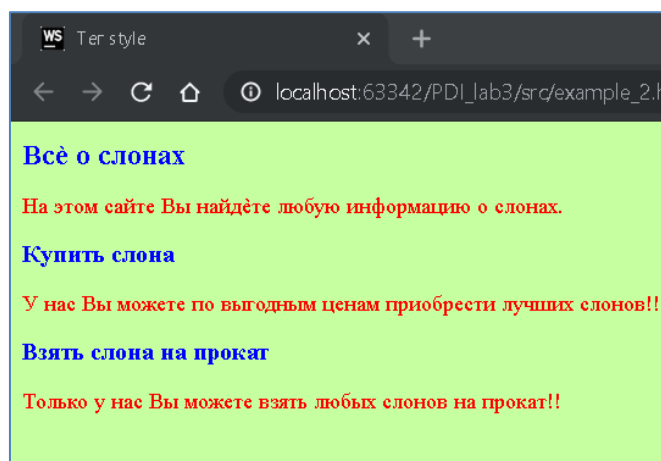 WS Тег style × +
localhost:63342/PDI_lab3/src/example_2.h
Всѐ о слонах
На этом сайте Вы найдѐте любую информацию о слонах.
Купить слона
У нас Вы можете по выгодным ценам приобрести лучших слонов!!
Взять слона на прокат
Только у нас Вы можете взять любых слонов на прокат!!